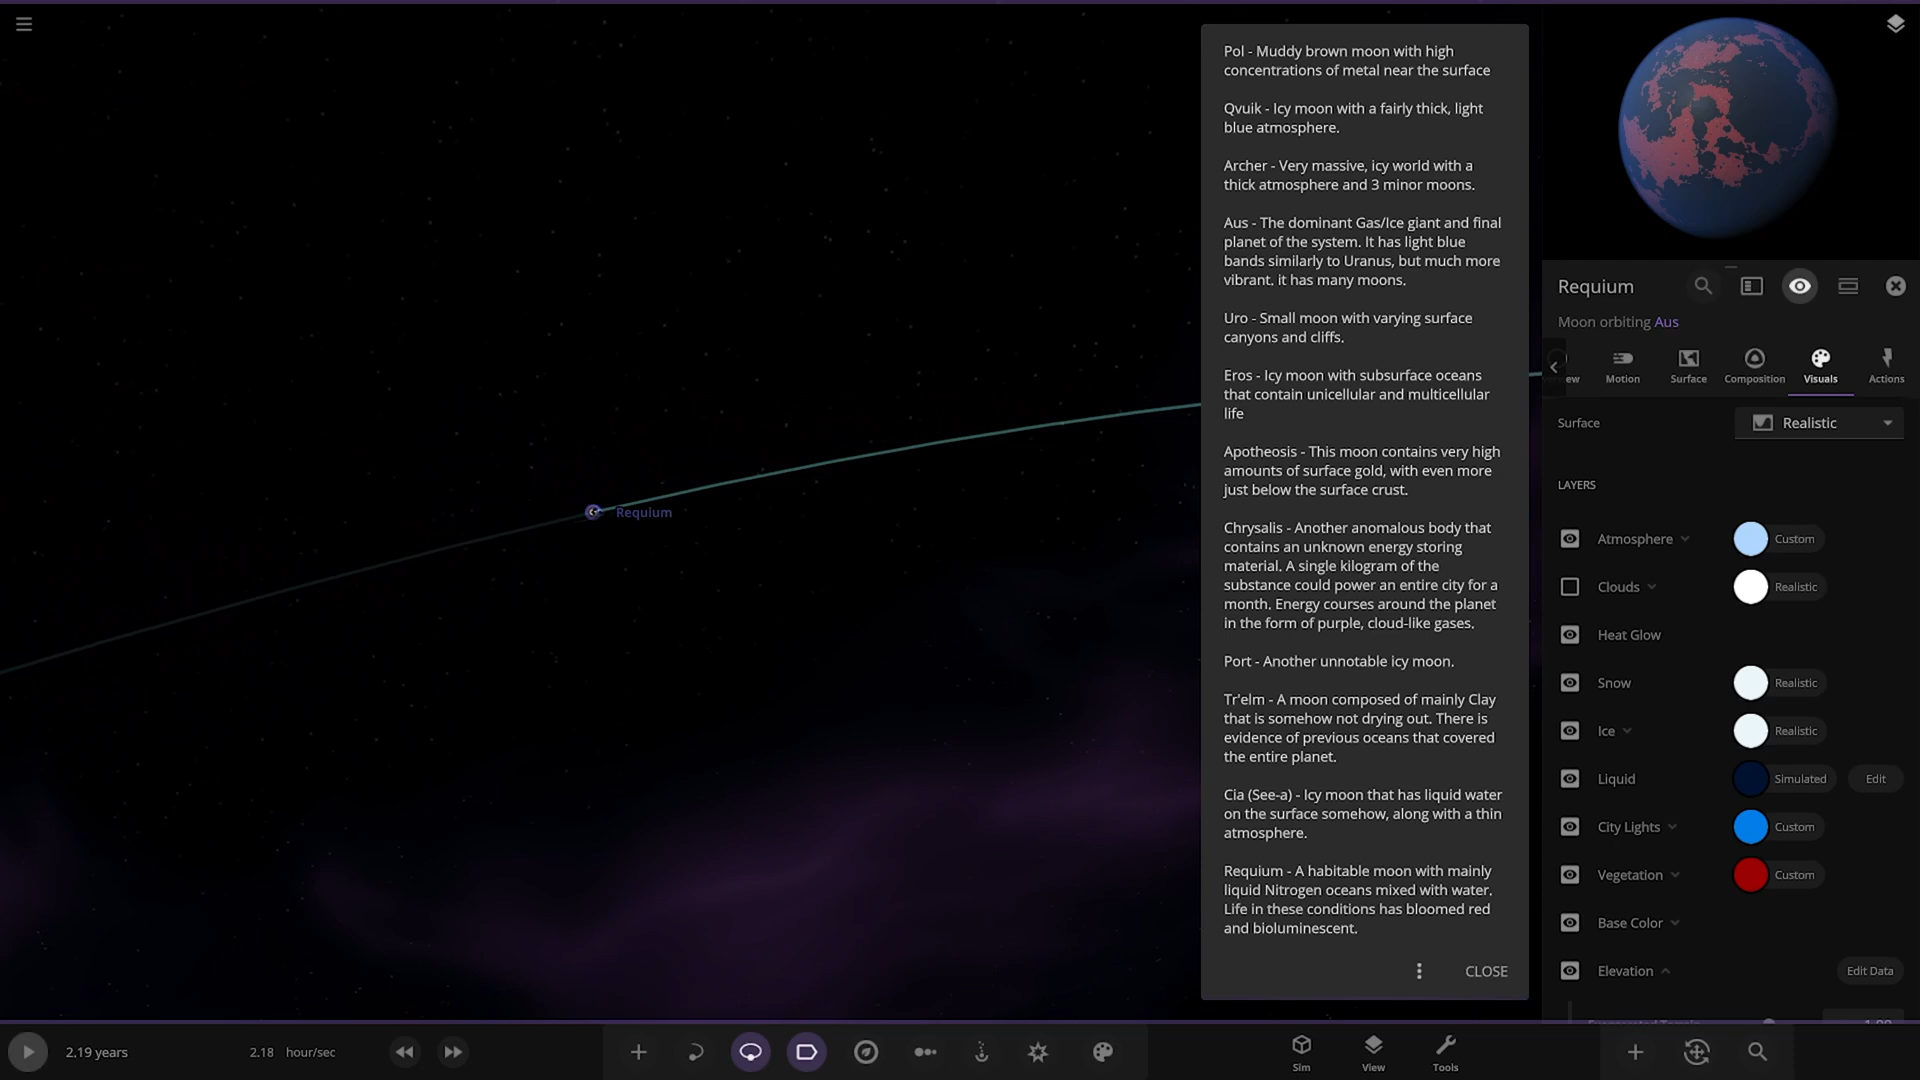 Pol - Muddy brown moon with high
concentrations of metal near the surface
Qvuik - Icy moon with a fairly thick, light
blue atmosphere.
Archer - Very massive, icy world with a
thick atmosphere and 3 minor moons.
Aus - The dominant Gas/Ice giant and final
planet of the system. It has light blue
bands similarly to Uranus, but much more
vibrant. it has many moons.
Uro - Small moon with varying surface
canyons and cliffs.
Eros - Icy moon with subsurface oceans
that contain unicellular and multicellular
life
Apotheosis - This moon contains very high
amounts of surface gold, with even more
just below the surface crust.
Chrysalis - Another anomalous body that
contains an unknown energy storing
material. A single kilogram of the
substance could power an entire city for a
month. Energy courses around the planet
in the form of purple, cloud-like gases.
Port - Another unnotable icy moon.
Tr'elm - A moon composed of mainly Clay
that is somehow not drying out. There is
evidence of previous oceans that covered
the entire planet.
Cia (See-a) - Icy moon that has liquid water
on the surface somehow, along with a thin
atmosphere.
Requium - A habitable moon with mainly
liquid Nitrogen oceans mixed with water.
Life in these conditions has bloomed red
and bioluminescent.
CLOSE
Requium
Requium
Moon orbiting Aus
Motion Surface Composition Visuals Actions
Surface Realistic
LAYERS
Atmosphere Custom
Clouds Realistic
Heat Glow
Snow Realistic
Ice Realistic
Liquid Simulated Edit
City Lights Custom
Vegetation Custom
Base Color
Elevation Edit Data
2.19 years 2.18 hour/sec
Sim View Tools